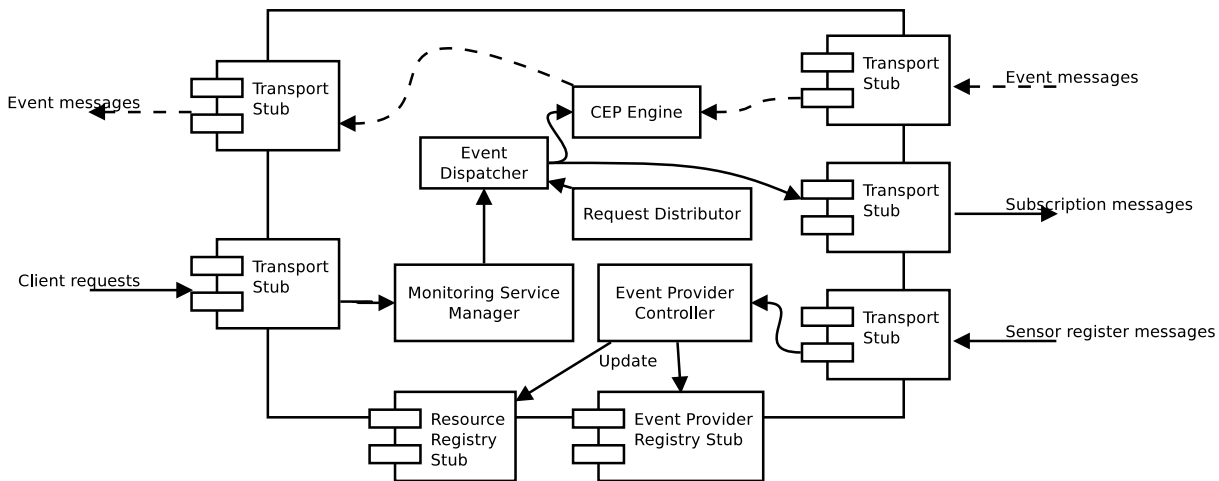 Transport
Stub
Event messages
CEP Engine
Transport
Stub
Event messages
Event
Dispatcher
Request Distributor
Transport
Stub
Subscription messages
Client requests
Transport
Stub
Monitoring Service
Manager
Event Provider
Controller
Transport
Stub
Sensor register messages
Update
Resource
Registry
Stub
Event Provider
Registry Stub